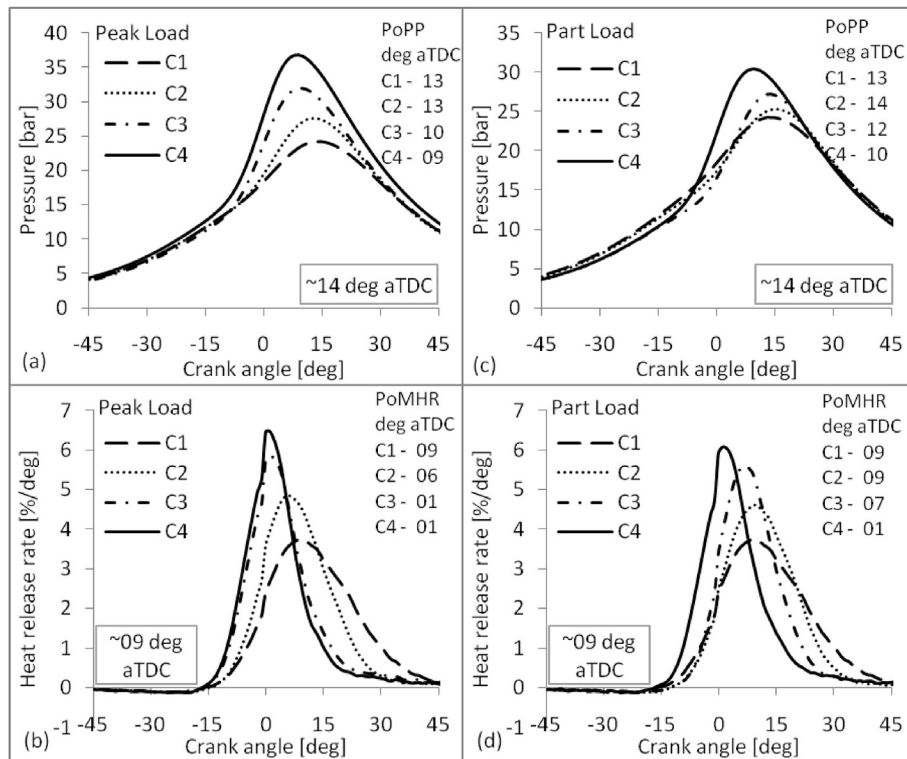 Peak Load
C1
C2
C3
C4
PoPP
deg aTDC
C1 - 13
C2 - 13
C3 - 10
C4 - 09
Pressure [bar]
40
35
30
25
20
15
10
5
0
~14 deg aTDC
-45 -30 -15 0 15 30 45
(a) Crank angle [deg]
Part Load
C1
C2
C3
C4
PoPP
deg aTDC
C1 - 13
C2 - 14
C3 - 12
C4 - 10
Pressure [bar]
35
30
25
20
15
10
5
0
~14 deg aTDC
-45 -30 -15 0 15 30 45
(c) Crank angle [deg]
Peak Load
C1
C2
C3
C4
PoMHR
deg aTDC
C1 - 09
C2 - 06
C3 - 01
C4 - 01
Heat release rate [%/deg]
7
6
5
4
3
2
1
0
-1
~09 deg
aTDC
-45 -30 -15 0 15 30 45
(b) Crank angle [deg]
Part Load
C1
C2
C3
C4
PoMHR
deg aTDC
C1 - 09
C2 - 09
C3 - 07
C4 - 01
Heat release rate [%/deg]
7
6
5
4
3
2
1
0
-1
~09 deg
aTDC
-45 -30 -15 0 15 30 45
(d) Crank angle [deg]